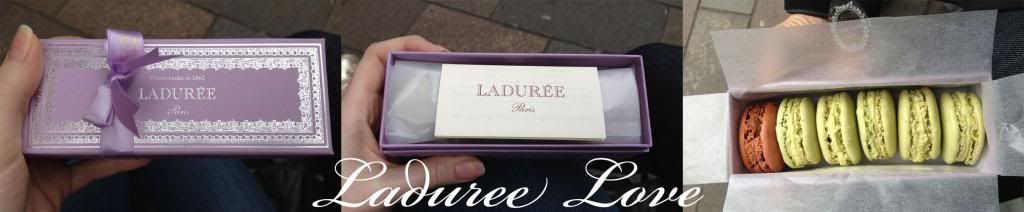 Maison fondée en 1862
LADURÉE
Paris
LADURÉE
Paris
Laduree Love